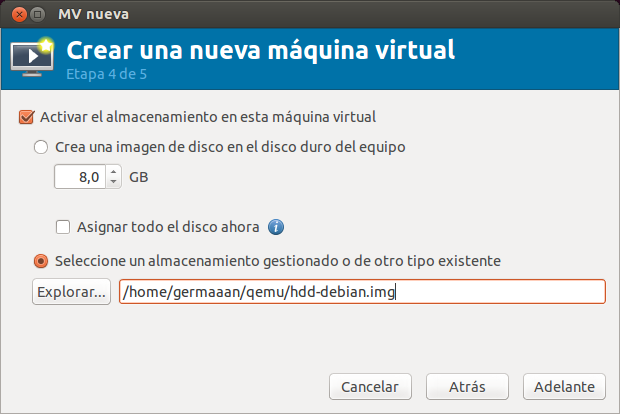 MV nueva
Crear una nueva máquina virtual
Etapa 4 de 5
Activar el almacenamiento en esta máquina virtual
Crea una imagen de disco en el disco duro del equipo
8,0 GB
Asignar todo el disco ahora
Seleccione un almacenamiento gestionado o de otro tipo existente
Explorar... /home/germaaan/qemu/hdd-debian.img
Cancelar Atrás Adelante